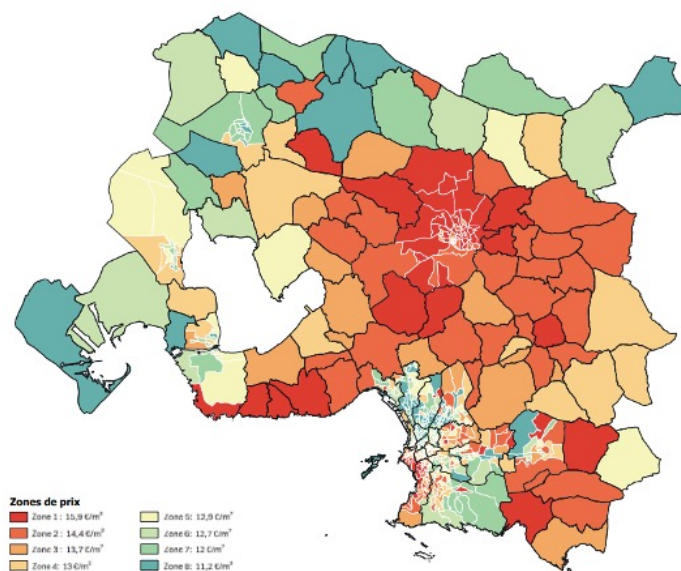 Zones de prix
Zone 1 : 15,9 €/m²
Zone 2 : 14,4 €/m²
Zone 3 : 13,7 €/m²
Zone 4: 13 €/m²
Zone 5: 12,9 €/m²
Zone 6: 12,7 €/m²
Zone 7: 12 €/m²
Zone 8: 11,2 €/m²